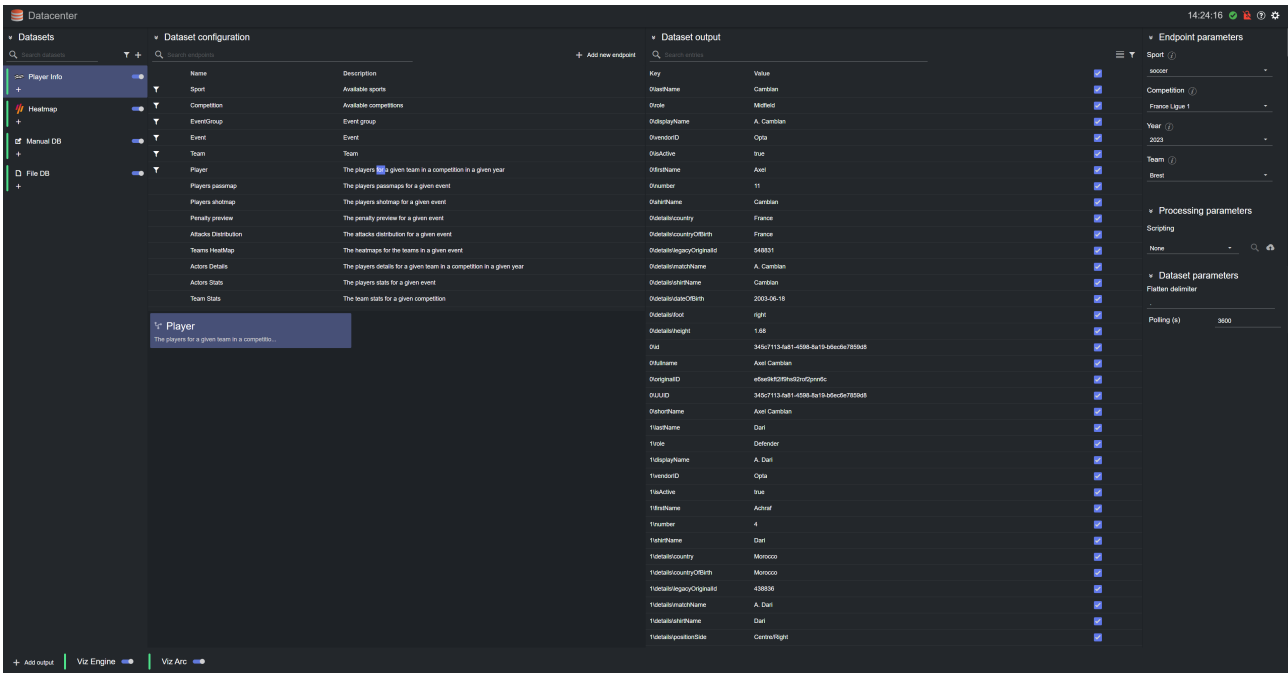 Datacenter
14:24:16
Datasets
Search datasets
Player Info
+
Heatmap
+
Manual DB
+
File DB
+
Dataset configuration
Search endpoints
+ Add new endpoint
Name Description
Sport Available sports
Competition Available competitions
EventGroup Event group
Event Event
Team Team
Player The players for a given team in a competition in a given year
Players passmap The players passmaps for a given event
Players shotmap The players shotmap for a given event
Penalty preview The penalty preview for a given event
Attacks Distribution The attacks distribution for a given event
Teams HeatMap The heatmaps for the teams in a given event
Actors Details The players details for a given team in a competition in a given year
Actors Stats The players stats for a given event
Team Stats The team stats for a given competition
Player
The players for a given team in a competitio...
Dataset output
Search entries
Key Value
0\lastName Camblan
0\role Midfield
0\displayName A. Camblan
0\vendorID Opta
0\isActive true
0\firstName Axel
0\number 11
0\shirtName Camblan
0\details\country France
0\details\countryOfBirth France
0\details\legacyOriginalId 548831
0\details\matchName A. Camblan
0\details\shirtName Camblan
0\details\dateOfBirth 2003-06-18
0\details\foot right
0\details\height 1.68
0\id 345c7113-fa81-4598-8a19-b6ec6e7859d8
0\fullname Axel Camblan
0\originalID
0\UUID 345c7113-fa81-4598-8a19-b6ec6e7859d8
0\shortName Axel Camblan
1\lastName Dari
1\role Defender
1\displayName A. Dari
1\vendorID Opta
1\isActive true
1\firstName Achraf
1\number 4
1\shirtName Dari
1\details\country Morocco
1\details\countryOfBirth Morocco
1\details\legacyOriginalId 438836
1\details\matchName A. Dari
1\details\shirtName Dari
1\details\positionSide Centre/Right
Endpoint parameters
Sport
soccer
Competition
France Ligue 1
Year
2023
Team
Brest
Processing parameters
Scripting
None
Dataset parameters
Flatten delimiter
Polling (s) 3600
+ Add output Viz Engine Viz Arc